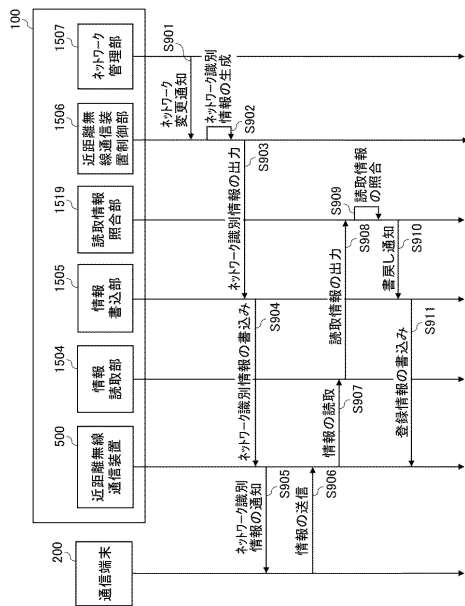 100
200
通信端末
500
近距離無線
通信装置
1504
情報
読取部
1505
情報
書込部
1519
読取情報
照合部
1506
近距離無
線通信装
置制御部
1507
ネットワーク
管理部
S901
ネットワーク
変更通知
ネットワーク識別
情報の生成
S902
S903
ネットワーク識別情報の出力
S904
ネットワーク識別情報の書込み
S905
ネットワーク識別
情報の通知
S906
情報の送信
S907
情報の読取
S908
読取情報の出力
S909
読取情報
の照合
S910
書戻し通知
S911
登録情報の書込み